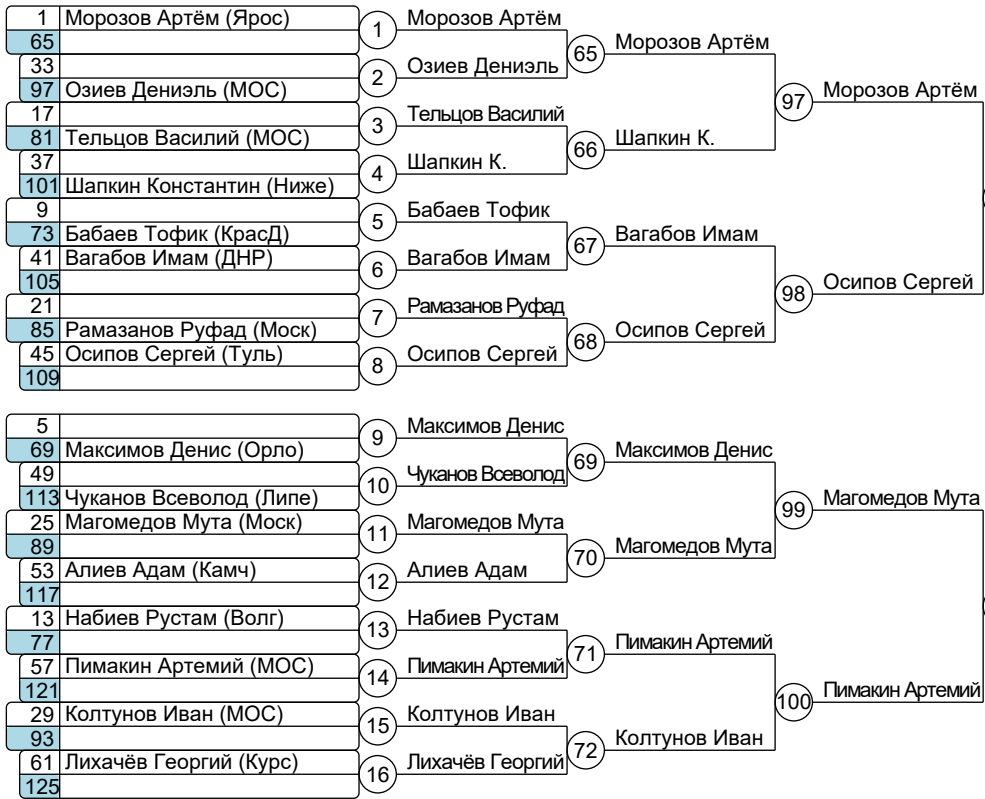 1 Морозов Артём (Ярос)
65
33
97 Озиев Дениэль (МОС)
17
81 Тельцов Василий (МОС)
37
101 Шапкин Константин (Ниже)
9
73 Бабаев Тофик (КрасД)
41 Вагабов Имам (ДНР)
105
21
85 Рамазанов Руфад (Моск)
45 Осипов Сергей (Туль)
109
5
69 Максимов Денис (Орло)
49
113 Чуканов Всеволод (Липе)
25 Магомедов Мута (Моск)
89
53 Алиев Адам (Камч)
117
13 Набиев Рустам (Волг)
77
57 Пимакин Артемий (МОС)
121
29 Колтунов Иван (МОС)
93
61 Лихачёв Георгий (Курс)
125
1 Морозов Артём
2 Озиев Дениэль
3 Тельцов Василий
4 Шапкин К.
5 Бабаев Тофик
6 Вагабов Имам
7 Рамазанов Руфад
8 Осипов Сергей
9 Максимов Денис
10 Чуканов Всеволод
11 Магомедов Мута
12 Алиев Адам
13 Набиев Рустам
14 Пимакин Артемий
15 Колтунов Иван
16 Лихачёв Георгий
65 Морозов Артём
66 Шапкин К.
67 Вагабов Имам
68 Осипов Сергей
69 Максимов Денис
70 Магомедов Мута
71 Пимакин Артемий
72 Колтунов Иван
97 Морозов Артём
98 Осипов Сергей
99 Магомедов Мута
100 Пимакин Артемий